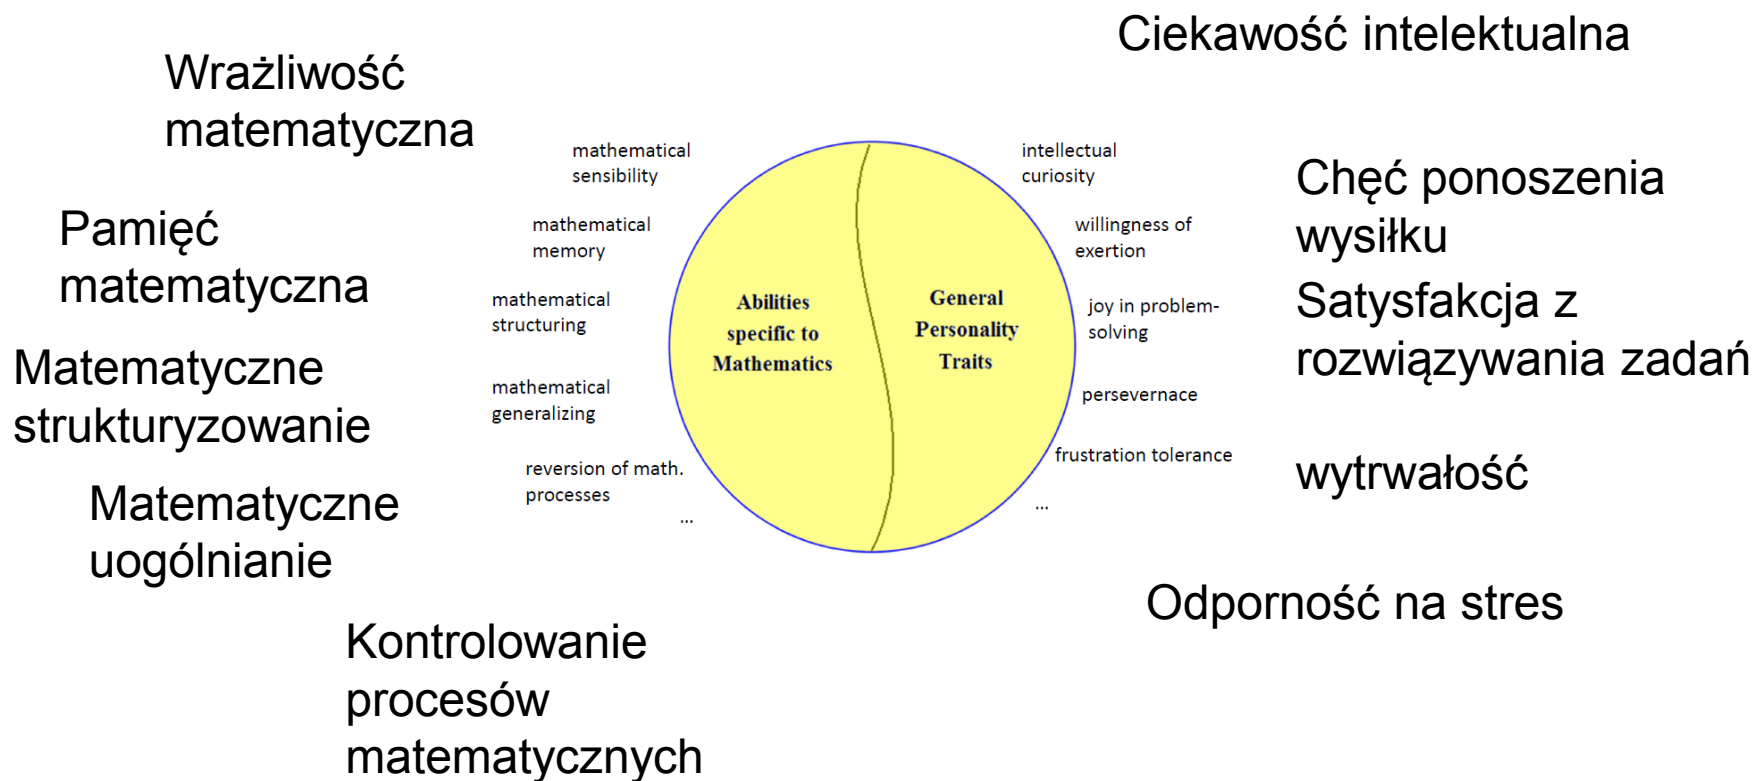 Ciekawość intelektualna
Wrażliwość
matematyczna
mathematical
sensibility
intellectual
curiosity
Chęć ponoszenia
wysiłku
Pamięć
matematyczna
mathematical
memory
willingness of
exertion
mathematical
structuring
Abilities
specific to
Mathematics
General
Personality
Traits
joy in problem-
solving
Satysfakcja z
rozwiązywania zadań
Matematyczne
strukturyzowanie
mathematical
generalizing
persevernace
reversion of math.
processes
...
frustration tolerance
...
wytrwałość
Matematyczne
uogólnianie
Odporność na stres
Kontrolowanie
procesów
matematycznych